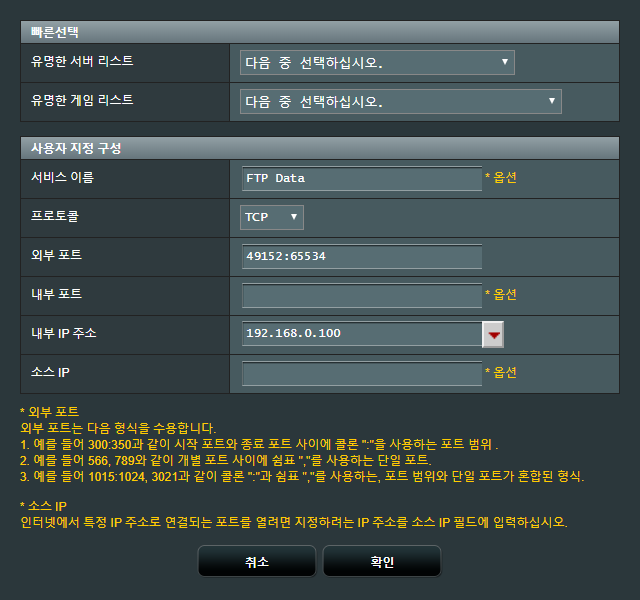 빠른선택
유명한 서버 리스트
다음 중 선택하십시오.
유명한 게임 리스트
다음 중 선택하십시오.
사용자 지정 구성
서비스 이름
FTP Data
* 옵션
프로토콜
TCP
외부 포트
49152:65534
내부 포트
* 옵션
내부 IP 주소
192.168.0.100
소스 IP
* 옵션
* 외부 포트
외부 포트는 다음 형식을 수용합니다.
1. 예를 들어 300:350과 같이 시작 포트와 종료 포트 사이에 콜론 ":"을 사용하는 포트 범위 .
2. 예를 들어 566, 789와 같이 개별 포트 사이에 쉼표 ","를 사용하는 단일 포트.
3. 예를 들어 1015:1024, 3021과 같이 콜론 ":"과 쉼표 ","를 사용하는, 포트 범위와 단일 포트가 혼합된 형식.
* 소스 IP
인터넷에서 특정 IP 주소로 연결되는 포트를 열려면 지정하려는 IP 주소를 소스 IP 필드에 입력하십시오.
취소
확인